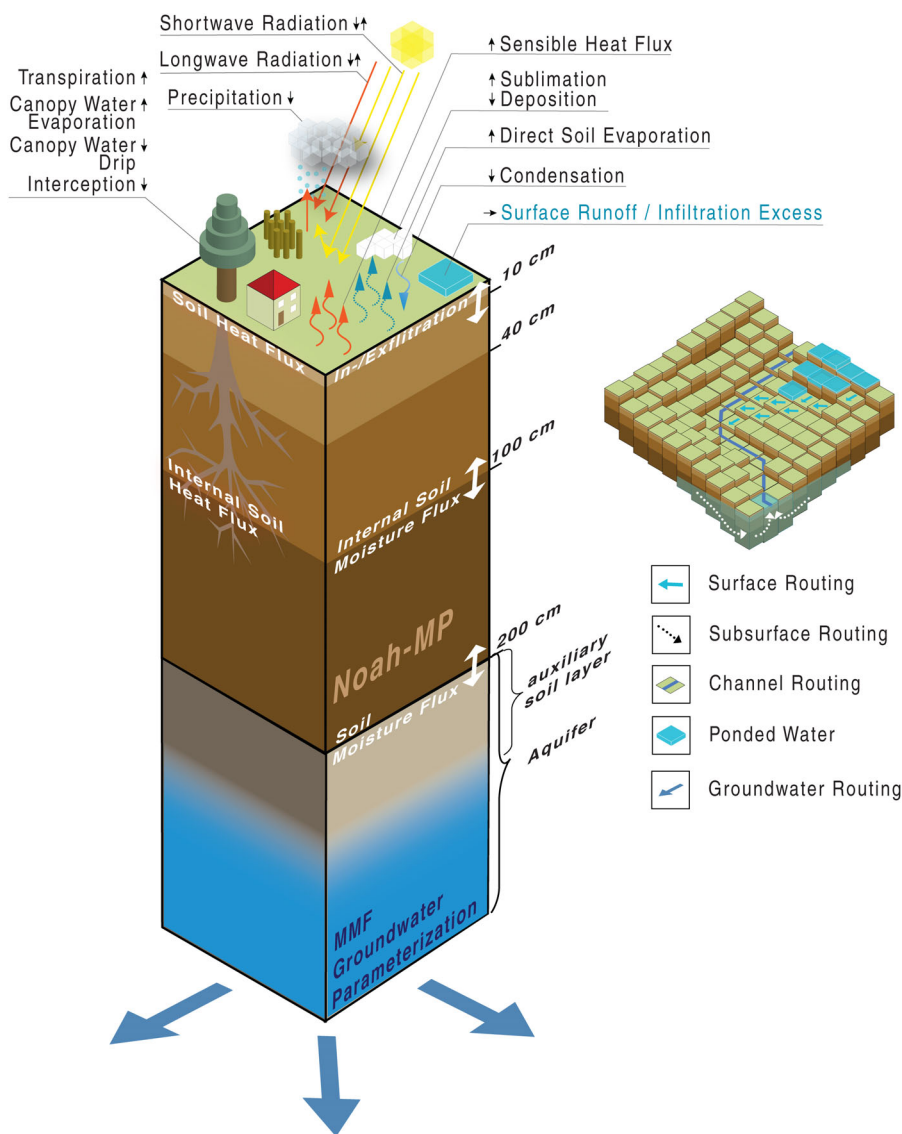 Shortwave Radiation ↓↑
Longwave Radiation ↓↑
Precipitation ↓
Transpiration ↑
Canopy Water ↑
Evaporation
Canopy Water ↓
Drip
Interception ↓
↑ Sensible Heat Flux
↑ Sublimation
↓ Deposition
↑ Direct Soil Evaporation
↓ Condensation
→ Surface Runoff / Infiltration Excess
10 cm
40 cm
100 cm
200 cm
Soil Heat Flux
In-/Exfiltration
Internal Soil
Heat Flux
Internal Soil
Moisture Flux
Noah-MP
Soil
Moisture Flux
auxiliary
soil layer
Aquifer
MMF
Groundwater
Parameterization
Surface Routing
Subsurface Routing
Channel Routing
Ponded Water
Groundwater Routing